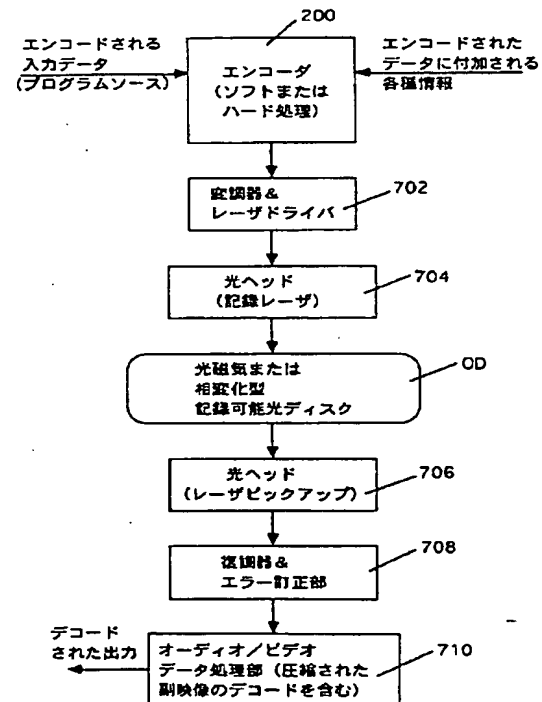 200
エンコードされる
入力データ
(プログラムソース)
エンコーダ
(ソフトまたは
ハード処理)
エンコードされた
データに付加される
各種情報
変調器&
レーザドライバ
702
光ヘッド
(記録レーザ)
704
光磁気または
相変化型
記録可能光ディスク
OD
光ヘッド
(レーザピックアップ)
706
復調器&
エラー訂正部
708
デコード
された出力
オーディオ/ビデオ
データ処理部(圧縮された
副映像のデコードを含む)
710